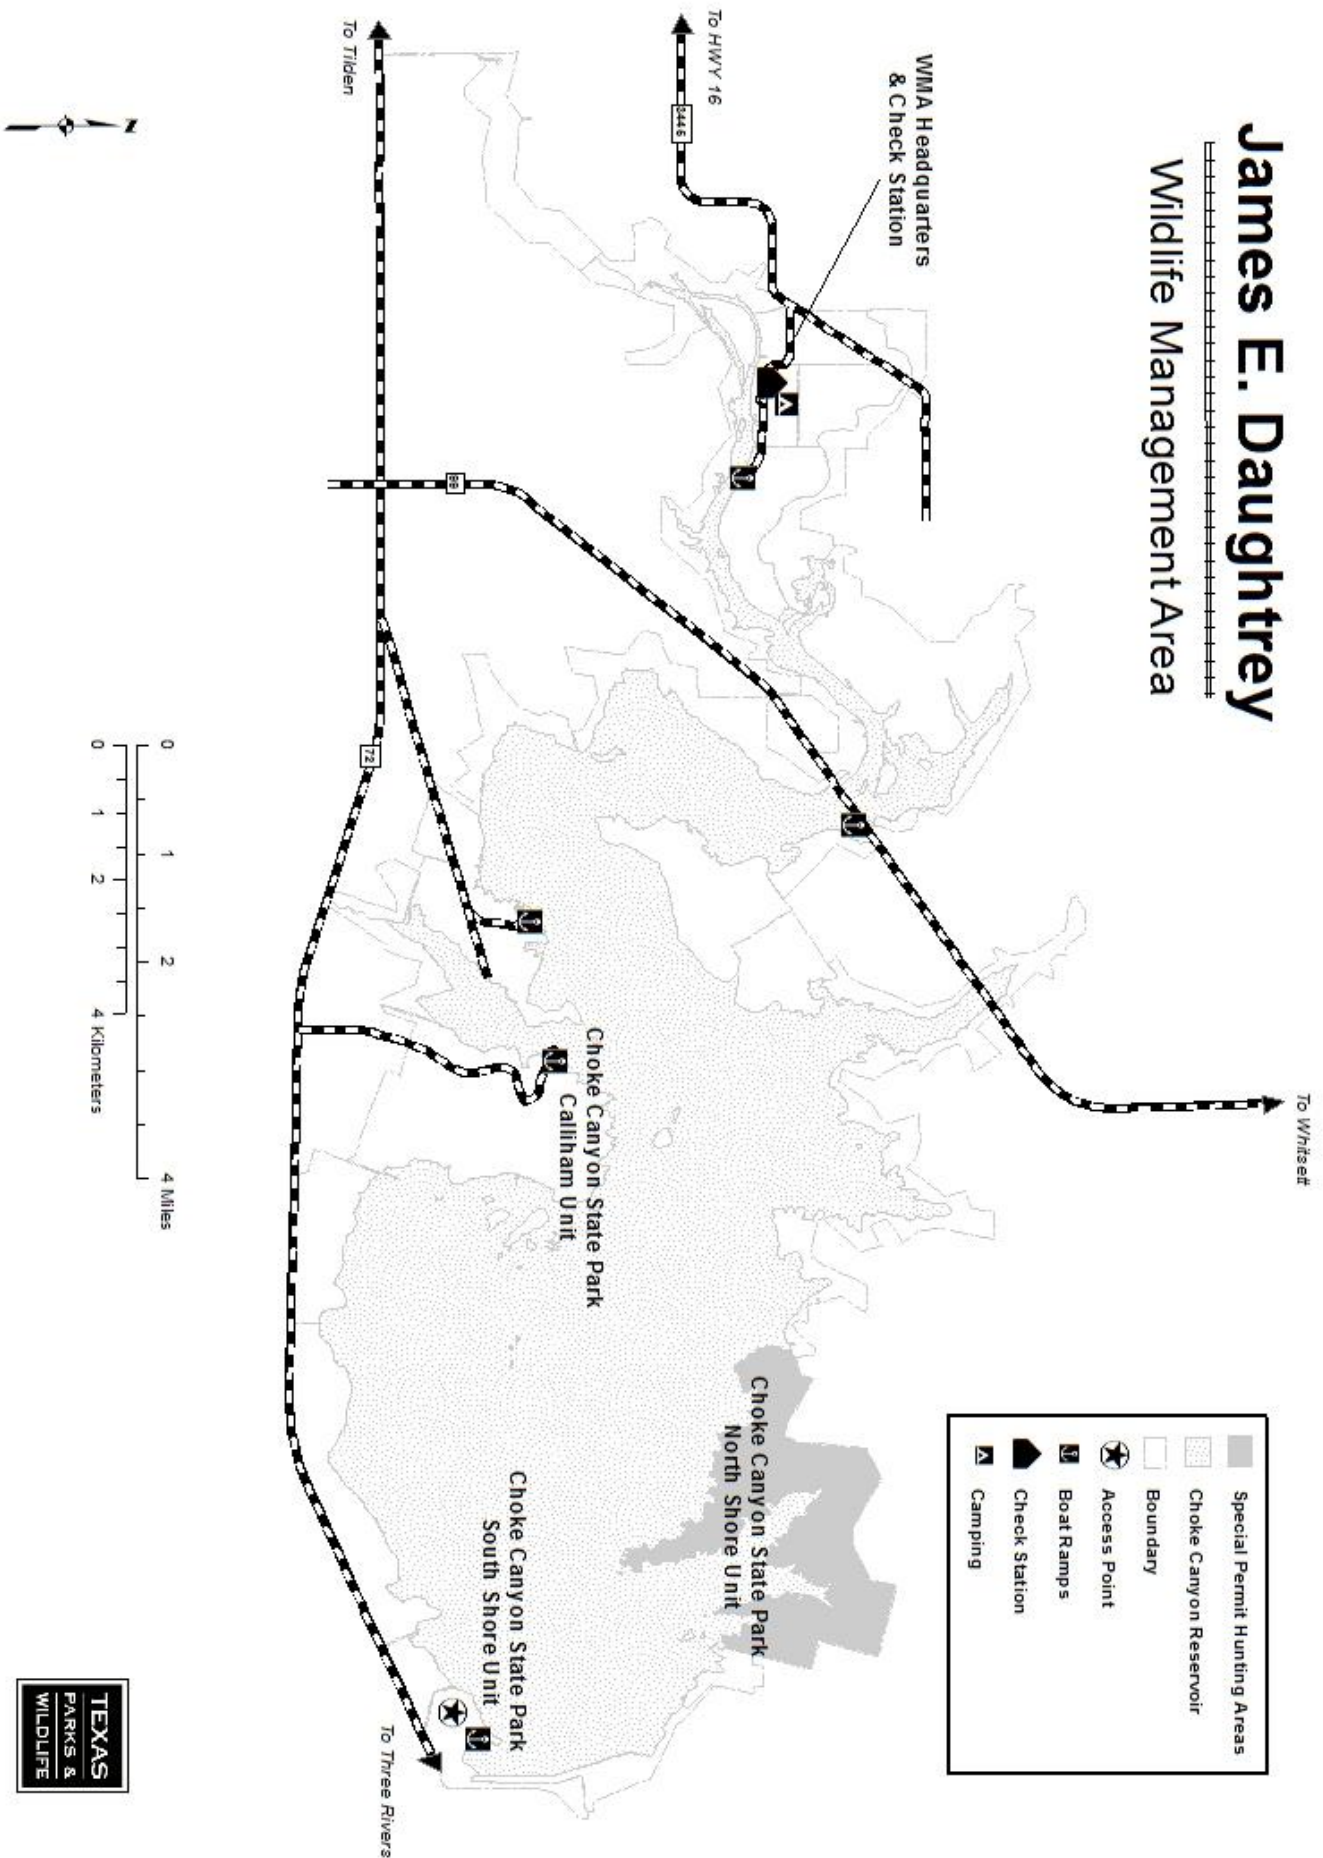 James E. Daughtrey
Wildlife Management Area
WMA Headquarters
& Check Station
To HWY 16
3445
To Tilden
99
72
To Whitsett
Choke Canyon State Park
Calliham Unit
Choke Canyon State Park
North Shore Unit
Choke Canyon State Park
South Shore Unit
To Three Rivers
Special Permit Hunting Areas
Choke Canyon Reservoir
Boundary
Access Point
Boat Ramps
Check Station
Camping
N
0 1 2 4 Miles
0 1 2 4 Kilometers
TEXAS
PARKS &
WILDLIFE